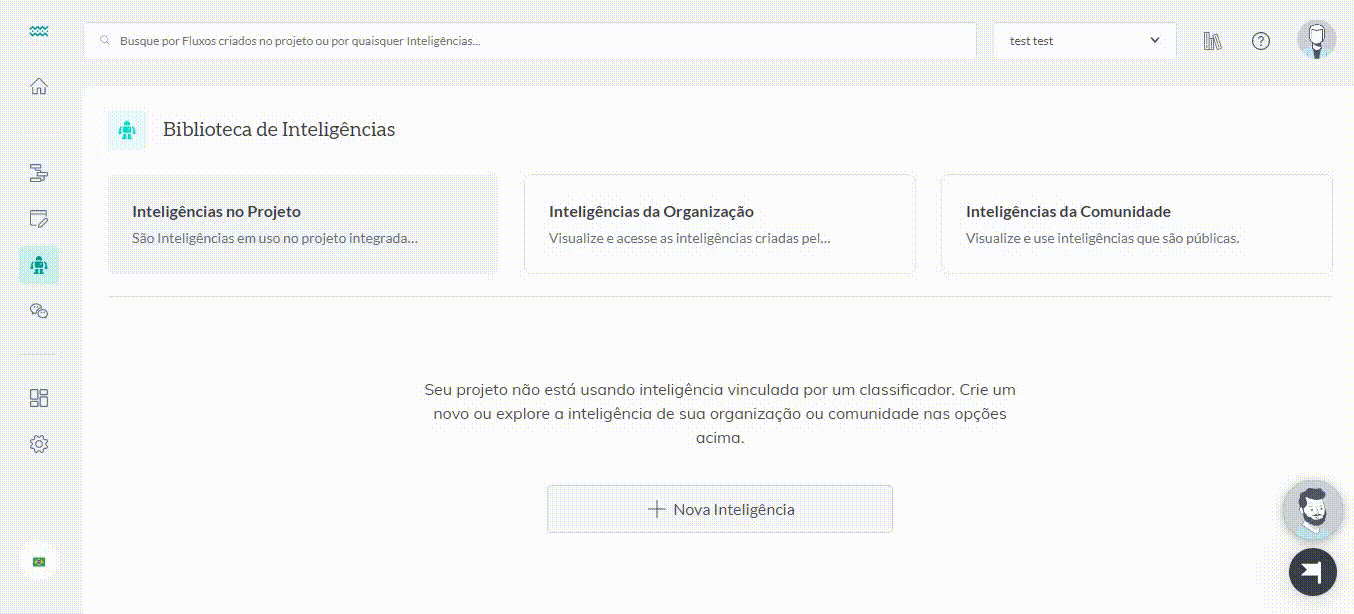 Busque por Fluxos criados no projeto ou por quaisquer Inteligências...
test test
Biblioteca de Inteligências
Inteligências no Projeto
São Inteligências em uso no projeto integrada...
Inteligências da Organização
Visualize e acesse as inteligências criadas pel...
Inteligências da Comunidade
Visualize e use inteligências que são públicas.
Seu projeto não está usando inteligência vinculada por um classificador. Crie um
novo ou explore a inteligência de sua organização ou comunidade nas opções
acima.
Nova Inteligência